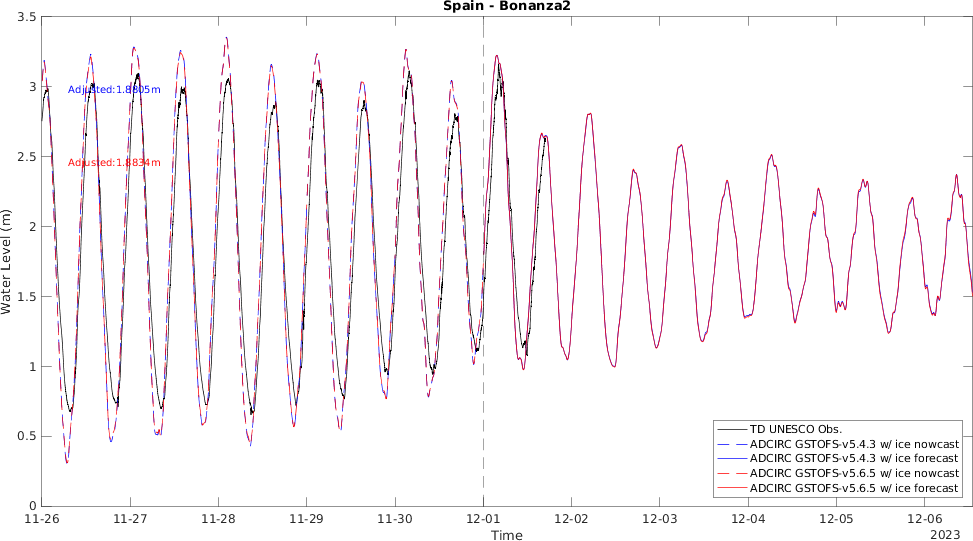 Spain - Bonanza2
3.5
3
2.5
2
1.5
1
0.5
0
Water Level (m)
Adjusted:1.8805m
Adjusted:1.8834m
TD UNESCO Obs.
ADCIRC GSTOFS-v5.4.3 w/ ice nowcast
ADCIRC GSTOFS-v5.4.3 w/ ice forecast
ADCIRC GSTOFS-v5.6.5 w/ ice nowcast
ADCIRC GSTOFS-v5.6.5 w/ ice forecast
11-26 11-27 11-28 11-29 11-30 12-01 12-02 12-03 12-04 12-05 12-06
Time
2023